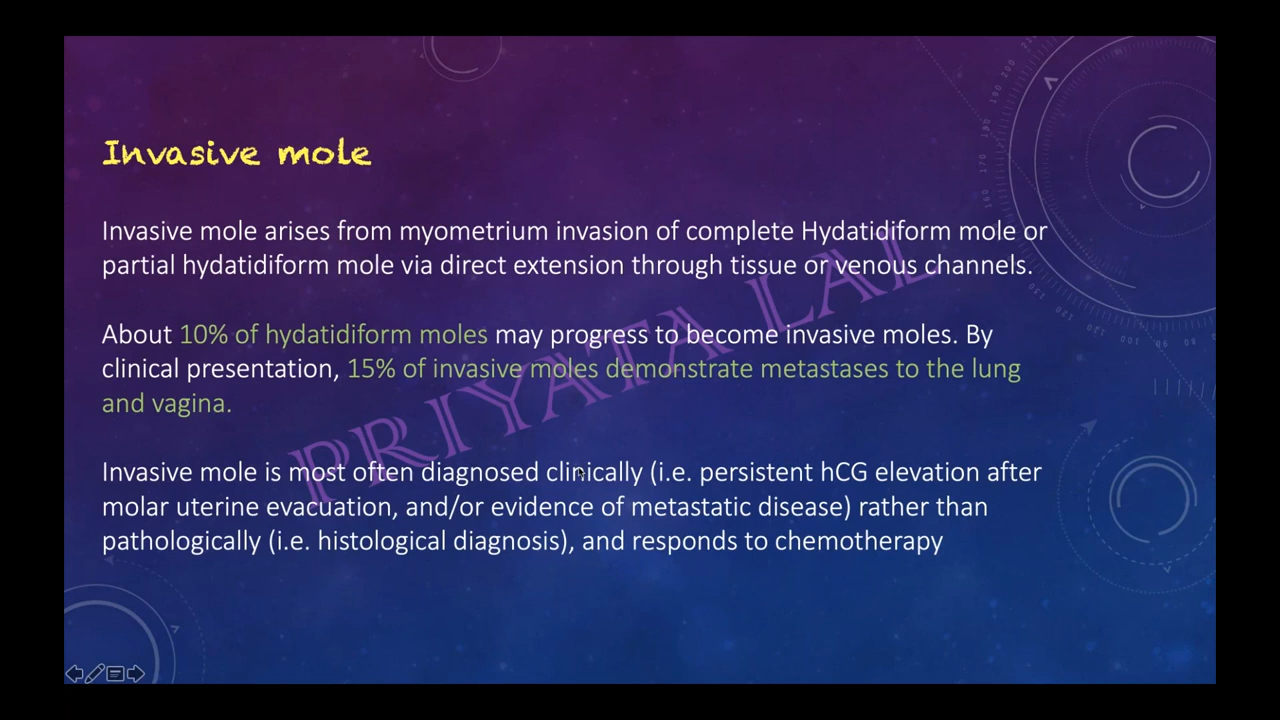 Invasive mole
Invasive mole arises from myometrium invasion of complete Hydatidiform mole or
partial hydatidiform mole via direct extension through tissue or venous channels.
About 10% of hydatidiform moles may progress to become invasive moles. By
clinical presentation, 15% of invasive moles demonstrate metastases to the lung
and vagina.
Invasive mole is most often diagnosed clinically (i.e. persistent hCG elevation after
molar uterine evacuation, and/or evidence of metastatic disease) rather than
pathologically (i.e. histological diagnosis), and responds to chemotherapy
PRIYATA LAL